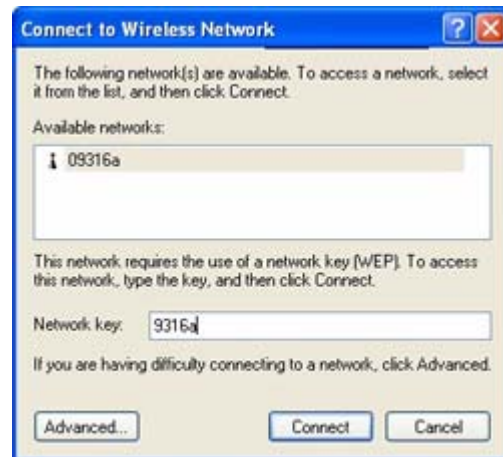 Connect to Wireless Network
The following network(s) are available. To access a network, select
it from the list, and then click Connect.
Available networks:
09316a
This network requires the use of a network key (WEP). To access
this network, type the key, and then click Connect.
Network key: 9316a
If you are having difficulty connecting to a network, click Advanced.
Advanced... Connect Cancel